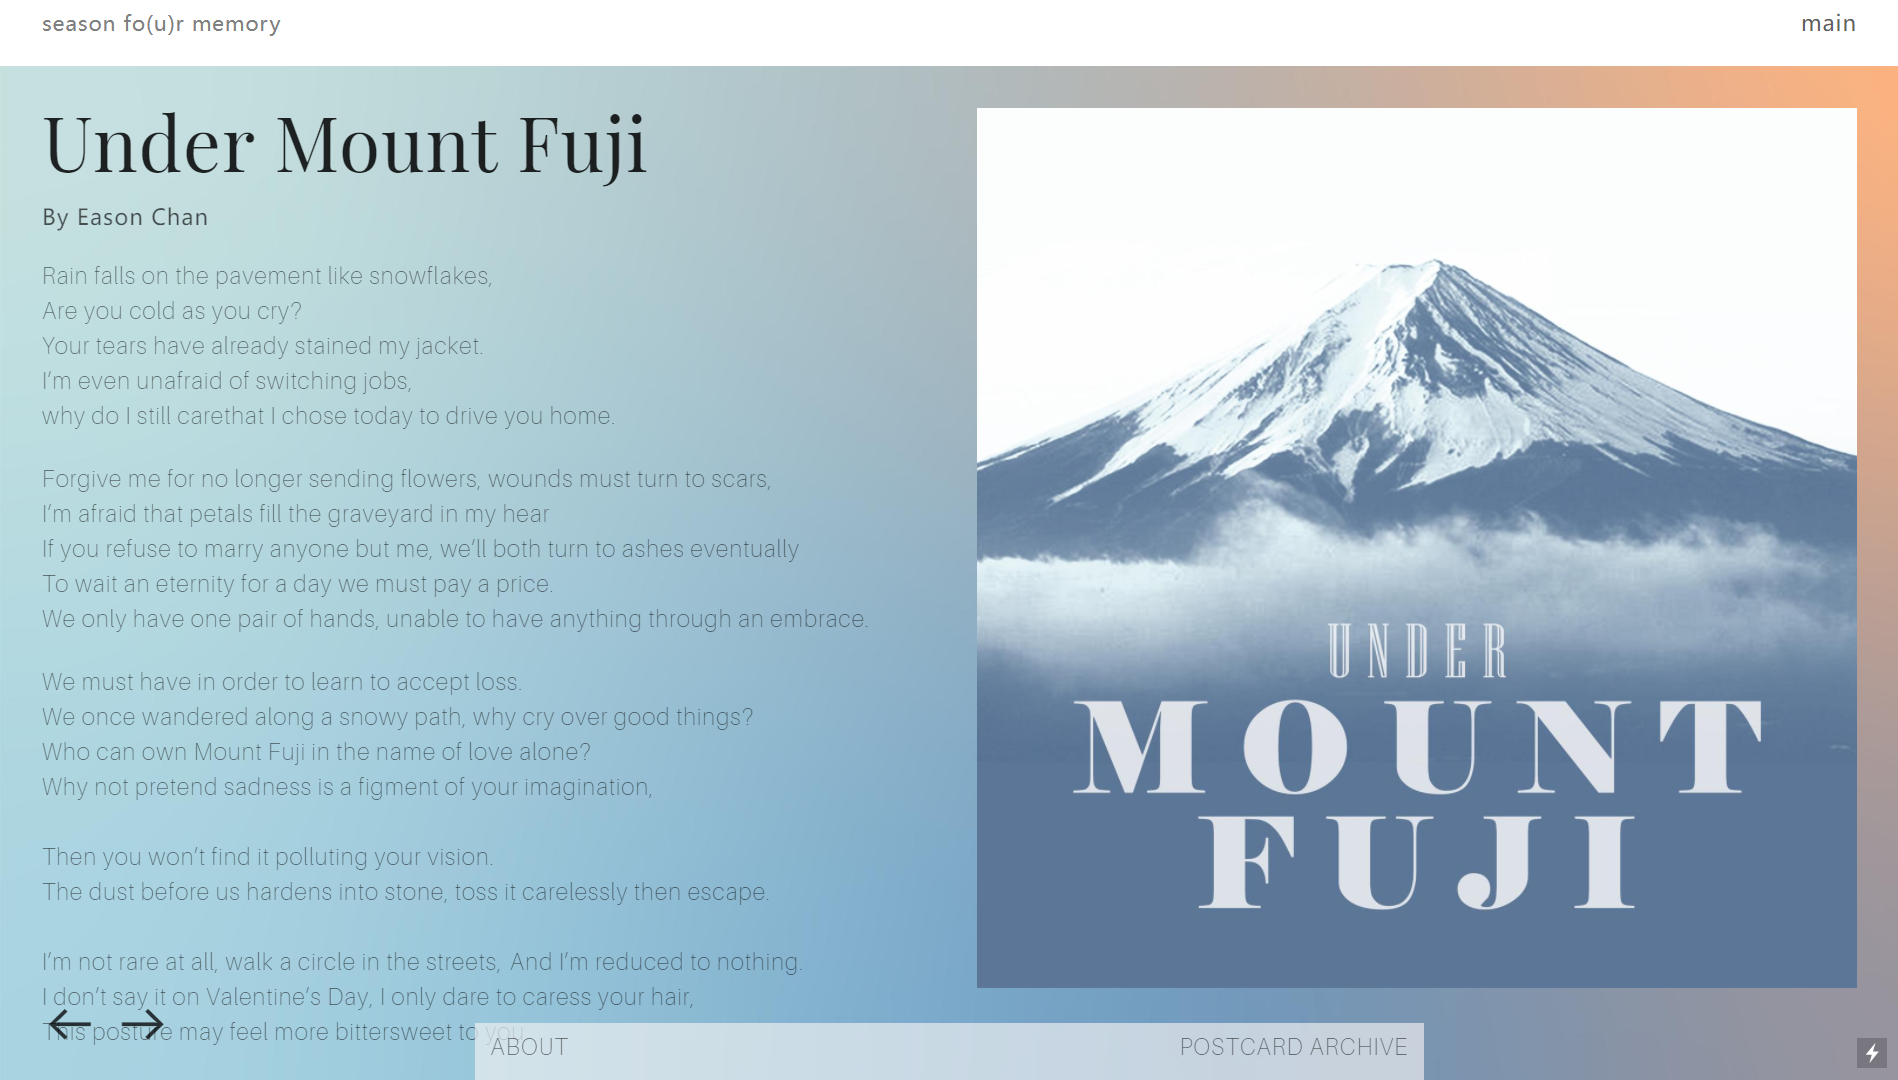 season fo(u)r memory
main
Under Mount Fuji
By Eason Chan
Rain falls on the pavement like snowflakes,
Are you cold as you cry?
Your tears have already stained my jacket.
I’m even unafraid of switching jobs,
why do I still carethat I chose today to drive you home.
Forgive me for no longer sending flowers, wounds must turn to scars,
I’m afraid that petals fill the graveyard in my hear
If you refuse to marry anyone but me, we’ll both turn to ashes eventually
To wait an eternity for a day we must pay a price.
We only have one pair of hands, unable to have anything through an embrace.
We must have in order to learn to accept loss.
We once wandered along a snowy path, why cry over good things?
Who can own Mount Fuji in the name of love alone?
Why not pretend sadness is a figment of your imagination,
Then you won’t find it polluting your vision.
The dust before us hardens into stone, toss it carelessly then escape.
I’m not rare at all, walk a circle in the streets, And I’m reduced to nothing.
I don’t say it on Valentine’s Day, I only dare to caress your hair,
This posture may feel more bittersweet to you
UNDER
MOUNT
FUJI
ABOUT
POSTCARD ARCHIVE